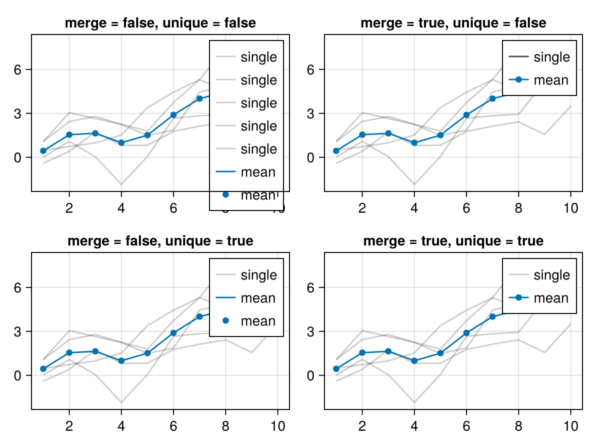 merge = false, unique = false
single
single
single
single
single
mean
mean
6
3
0
2 4 6 8 10
merge = true, unique = false
single
mean
6
3
0
2 4 6 8 10
merge = false, unique = true
single
mean
mean
6
3
0
2 4 6 8 10
merge = true, unique = true
single
mean
6
3
0
2 4 6 8 10